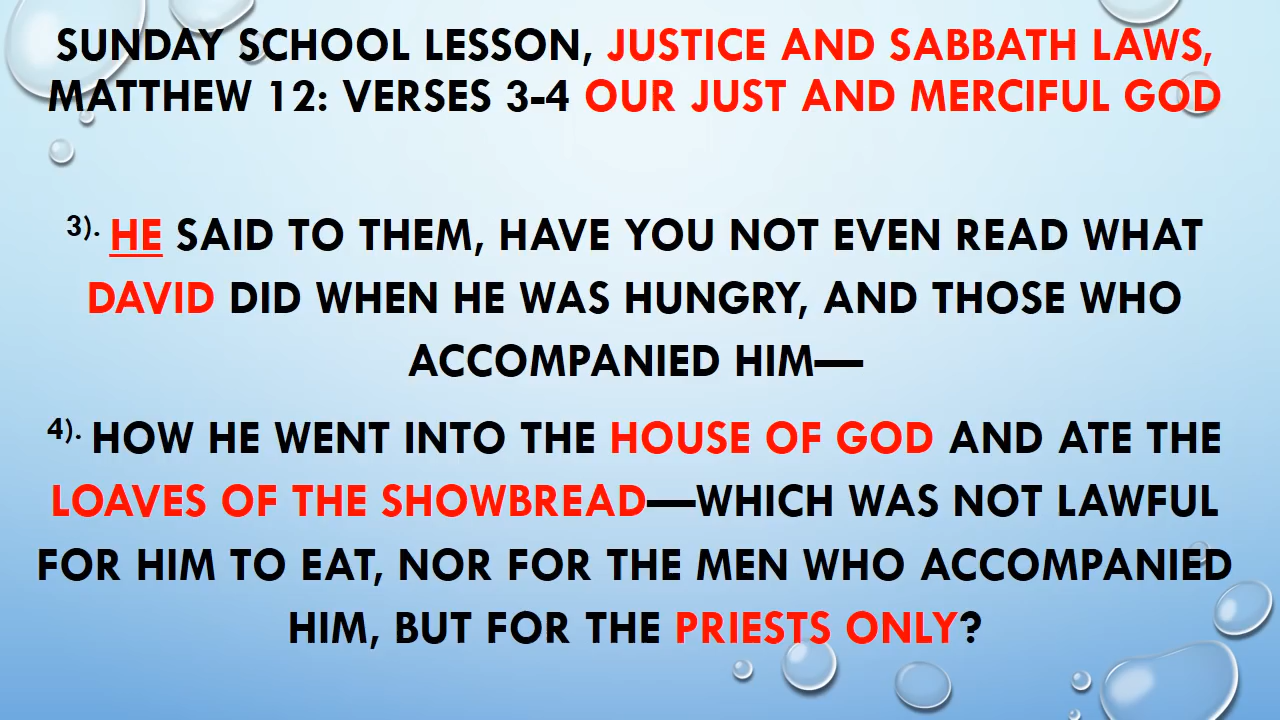 SUNDAY SCHOOL LESSON, JUSTICE AND SABBATH LAWS,
MATTHEW 12: VERSES 3-4 OUR JUST AND MERCIFUL GOD
3). HE SAID TO THEM, HAVE YOU NOT EVEN READ WHAT
DAVID DID WHEN HE WAS HUNGRY, AND THOSE WHO
ACCOMPANIED HIM—
4). HOW HE WENT INTO THE HOUSE OF GOD AND ATE THE
LOAVES OF THE SHOWBREAD—WHICH WAS NOT LAWFUL
FOR HIM TO EAT, NOR FOR THE MEN WHO ACCOMPANIED
HIM, BUT FOR THE PRIESTS ONLY?